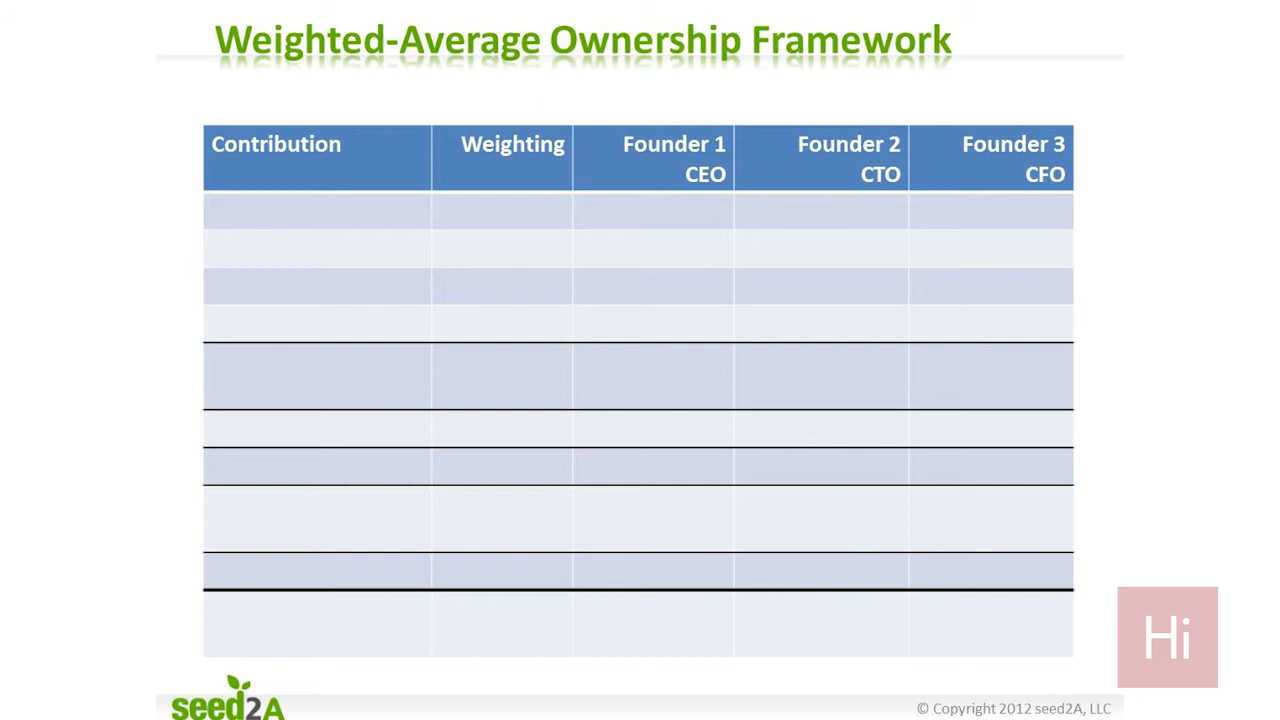 Weighted-Average Ownership Framework
Contribution Weighting Founder 1 Founder 2 Founder 3
CEO CTO CFO
Hi
seed2A
© Copyright 2012 seed2A, LLC